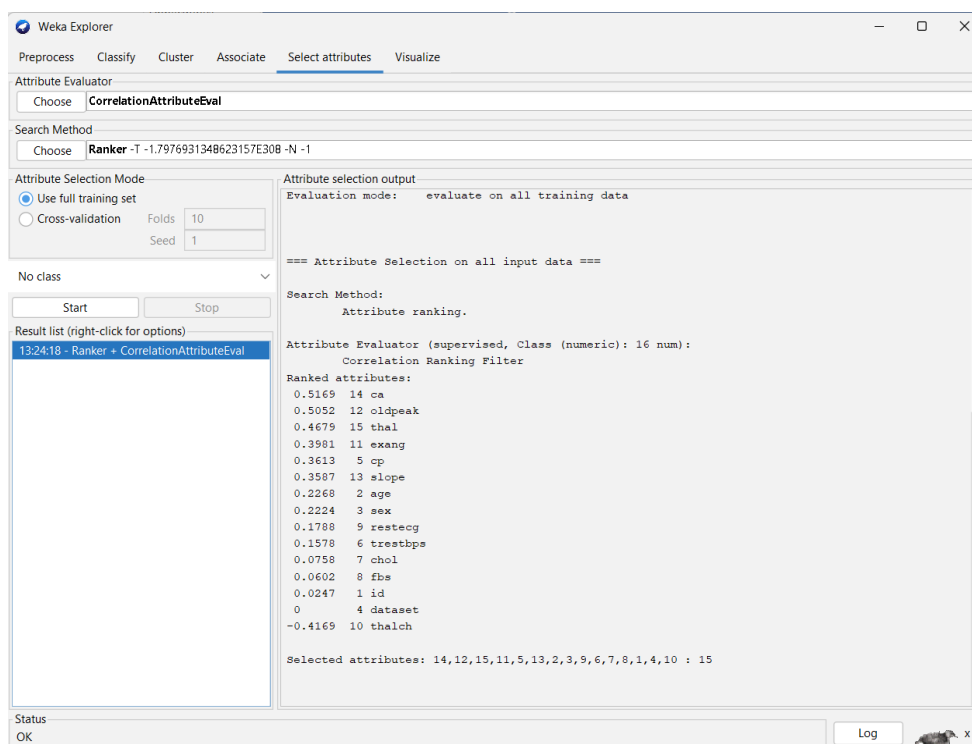 Weka Explorer
Preprocess Classify Cluster Associate Select attributes Visualize
Attribute Evaluator
Choose CorrelationAttributeEval
Search Method
Choose Ranker -T -1.7976931348623157E308 -N -1
Attribute Selection Mode
Use full training set
Cross-validation Folds 10
Seed 1
No class
Start Stop
Result list (right-click for options)
13:24:18 - Ranker + CorrelationAttributeEval
Attribute selection output
Evaluation mode: evaluate on all training data
=== Attribute Selection on all input data ===
Search Method:
Attribute ranking.
Attribute Evaluator (supervised, Class (numeric): 16 num):
Correlation Ranking Filter
Ranked attributes:
0.5169 14 ca
0.5052 12 oldpeak
0.4679 15 thal
0.3981 11 exang
0.3613 5 cp
0.3587 13 slope
0.2268 2 age
0.2224 3 sex
0.1788 9 restecg
0.1578 6 trestbps
0.0758 7 chol
0.0602 8 fbs
0.0247 1 id
0 4 dataset
-0.4169 10 thalch
Selected attributes: 14,12,15,11,5,13,2,3,9,6,7,8,1,4,10 : 15
Status
OK
Log
x